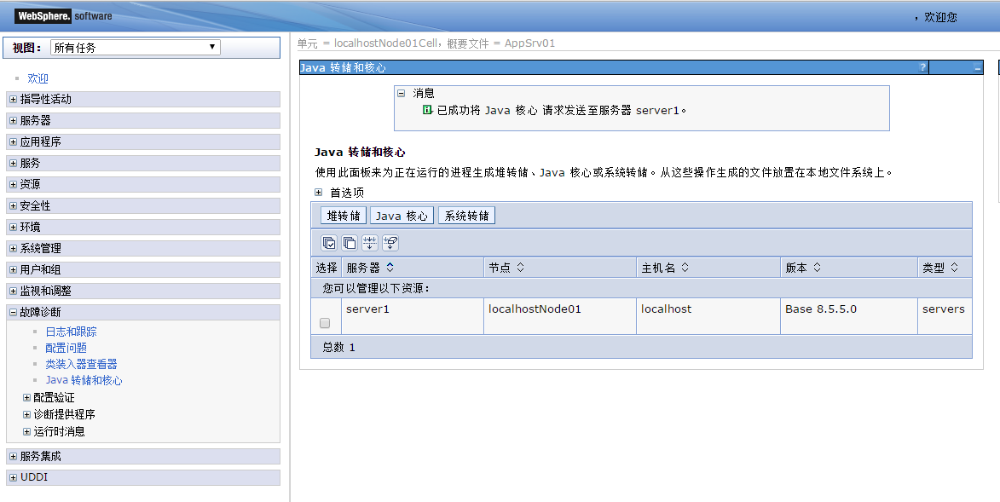 WebSphere. software
，欢迎您
视图： 所有任务
欢迎
指导性活动
服务器
应用程序
服务
资源
安全性
环境
系统管理
用户和组
监视和调整
故障诊断
日志和跟踪
配置问题
类装入器查看器
Java 转储和核心
配置验证
诊断提供程序
运行时消息
服务集成
UDDI
单元 = localhostNode01Cell，概要文件 = AppSrv01
Java 转储和核心 ?
消息
已成功将 Java 核心 请求发送至服务器 server1。
Java 转储和核心
使用此面板来为正在运行的进程生成堆转储、Java 核心或系统转储。从这些操作生成的文件放置在本地文件系统上。
首选项
堆转储 Java 核心 系统转储
选择 服务器 节点 主机名 版本 类型
您可以管理以下资源：
server1 localhostNode01 localhost Base 8.5.5.0 servers
总数 1